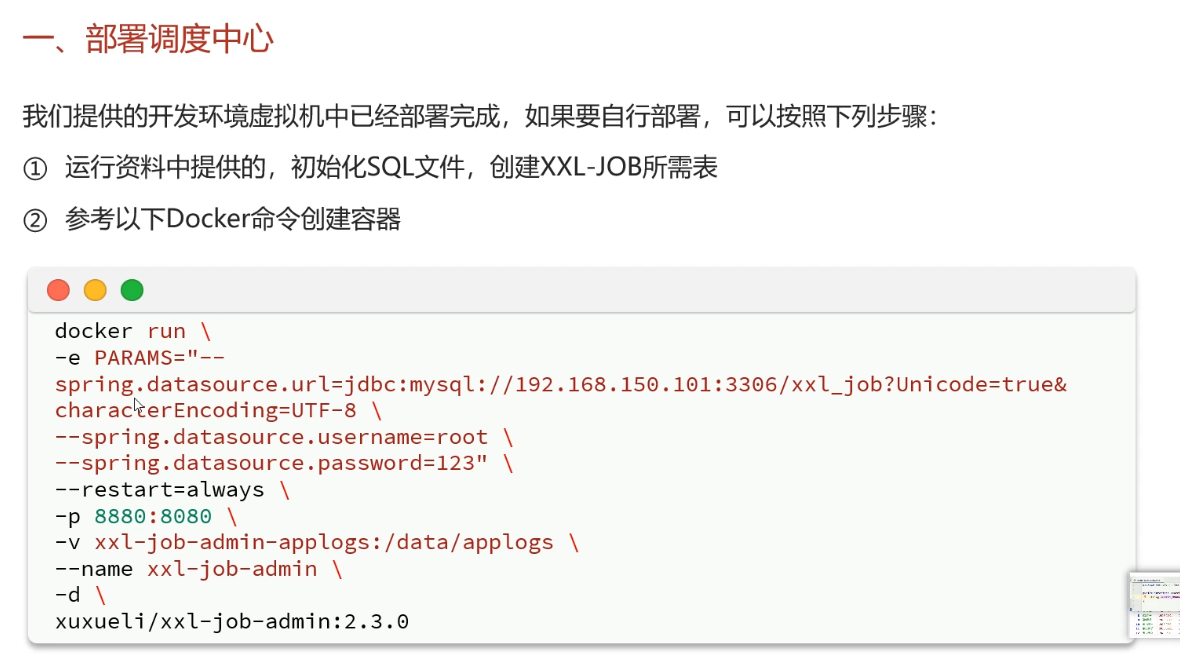 一、部署调度中心
我们提供的开发环境虚拟机中已经部署完成，如果要自行部署，可以按照下列步骤：
① 运行资料中提供的，初始化SQL文件，创建XXL-JOB所需表
② 参考以下Docker命令创建容器
docker run \
-e PARAMS="--
spring.datasource.url=jdbc:mysql://192.168.150.101:3306/xxl_job?Unicode=true&
characterEncoding=UTF-8 \
--spring.datasource.username=root \
--spring.datasource.password=123" \
--restart=always \
-p 8880:8080 \
-v xxl-job-admin-applogs:/data/applogs \
--name xxl-job-admin \
-d \
xuxueli/xxl-job-admin:2.3.0